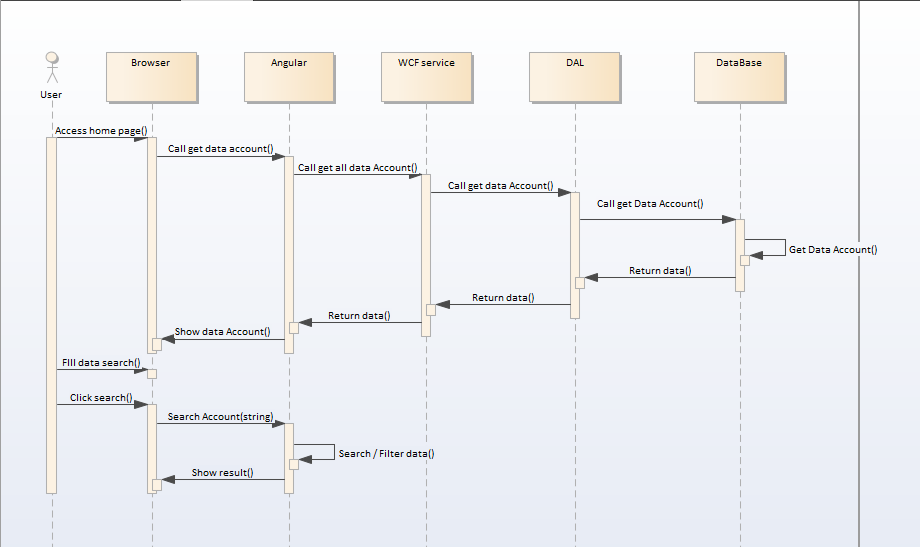 Browser
Angular
WCF service
DAL
DataBase
User
Access home page()
Call get data account()
Call get all data Account()
Call get data Account()
Call get Data Account()
Get Data Account()
Return data()
Return data()
Return data()
Show data Account()
FIll data search()
Click search()
Search Account(string)
Search / Filter data()
Show result()